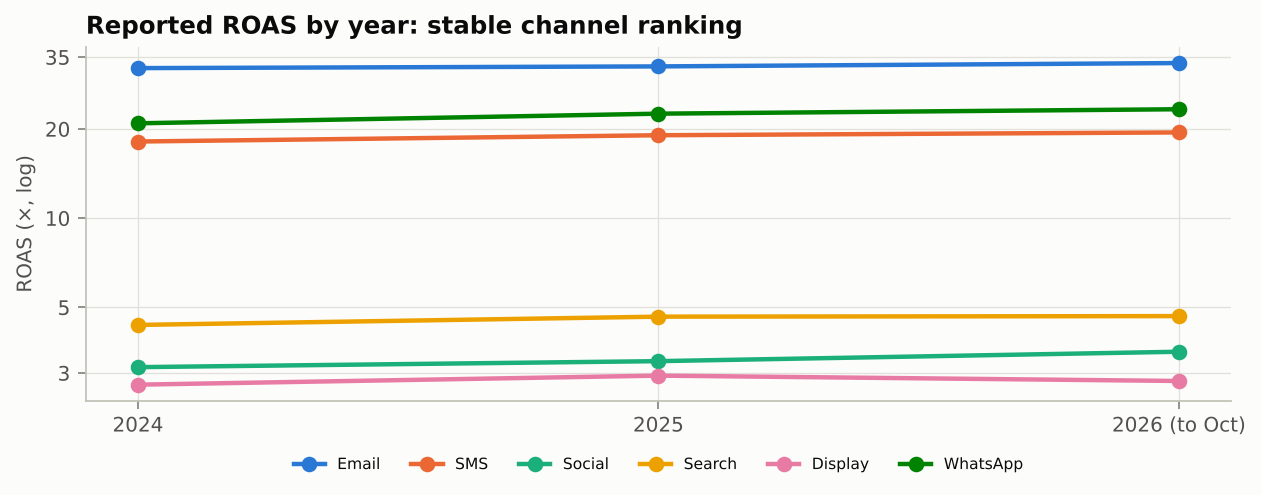 Reported ROAS by year: stable channel ranking
ROAS (×, log)
35
20
10
5
3
2024 2025 2026 (to Oct)
Email SMS Social Search Display WhatsApp